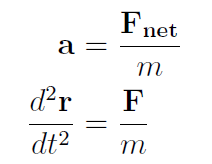 a = F_net / m
d²r / dt² = F / m